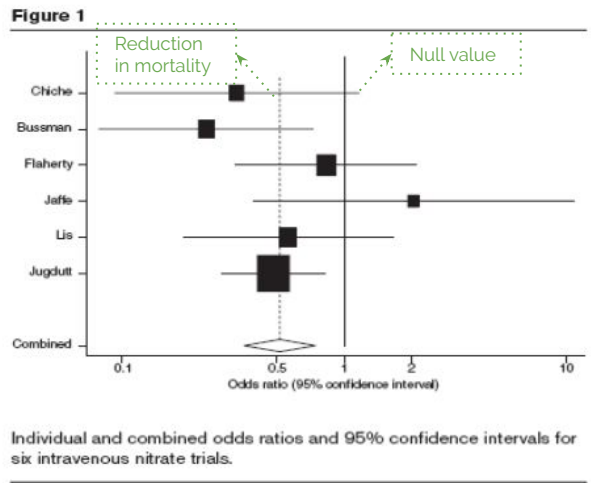 Figure 1
Reduction
in mortality
Null value
Chiche
Bussman
Flaherty
Jaffe
Lis
Jugdutt
Combined
0.1 0.5 1 2 10
Odds ratio (95% confidence interval)
Individual and combined odds ratios and 95% confidence intervals for
six intravenous nitrate trials.